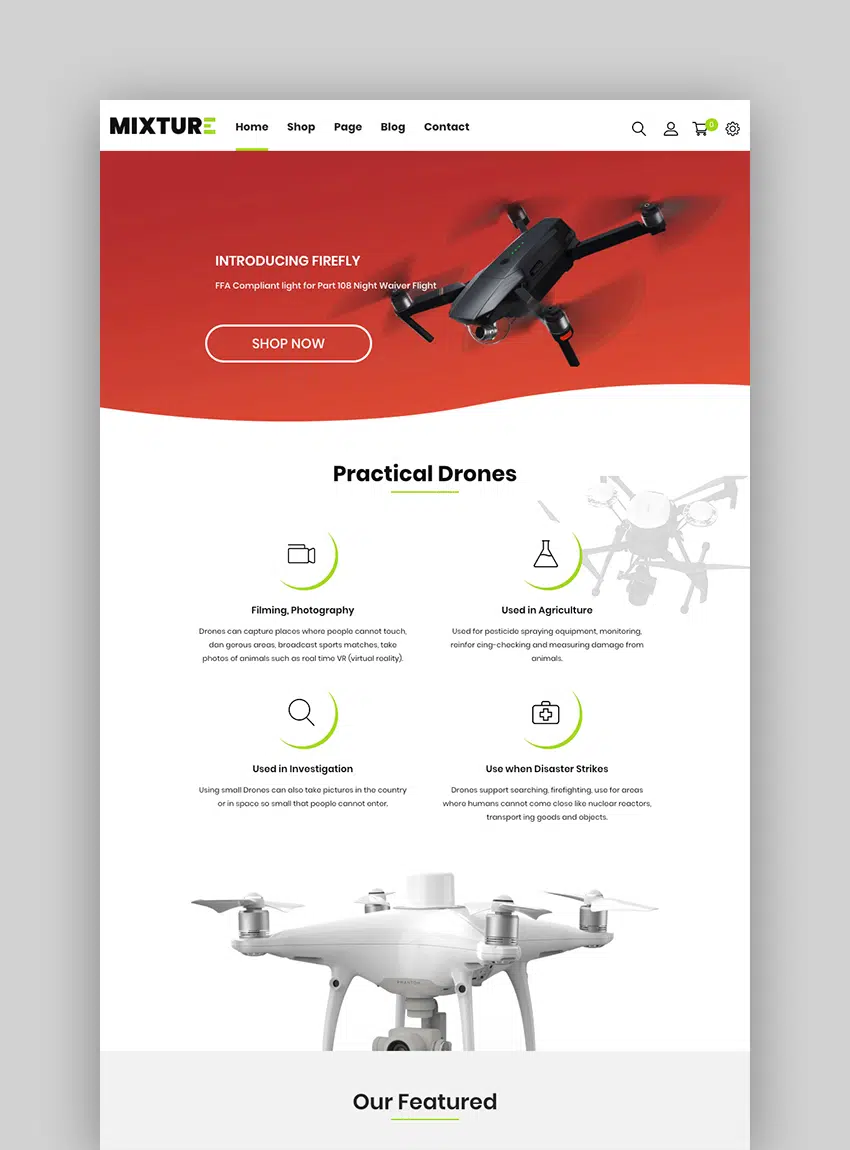 MIXTURE Home Shop Page Blog Contact 0
INTRODUCING FIREFLY
FFA Compliant light for Part 108 Night Waiver Flight
SHOP NOW
Practical Drones
Filming, Photography
Drones can capture places where people cannot touch,
dan gorous areas, broadcast sports matches, take
photos of animals such as real time VR (virtual reality).
Used in Agriculture
Used for pesticide spraying equipment, monitoring,
reinfor cing-checking and measuring damage from
animals.
Used in Investigation
Using small Drones can also take pictures in the country
or in space so small that people cannot enter.
Use when Disaster Strikes
Drones support searching, firefighting, use for areas
where humans cannot come close like nuclear reactors,
transport ing goods and objects.
PHANTOM
Our Featured